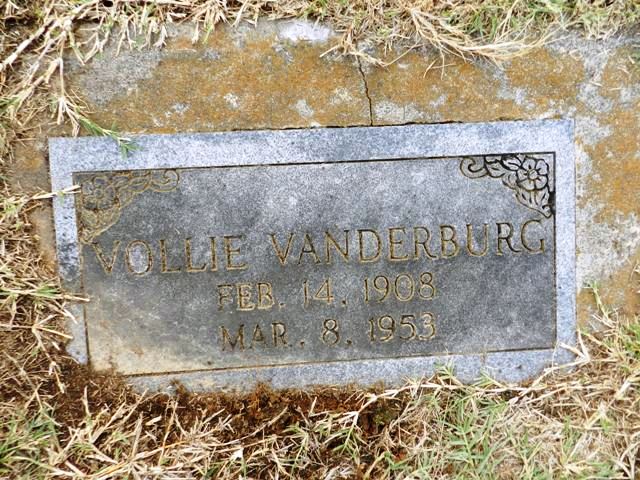 VOLLIE VANDERBURG
FEB. 14, 1908
MAR. 8, 1953